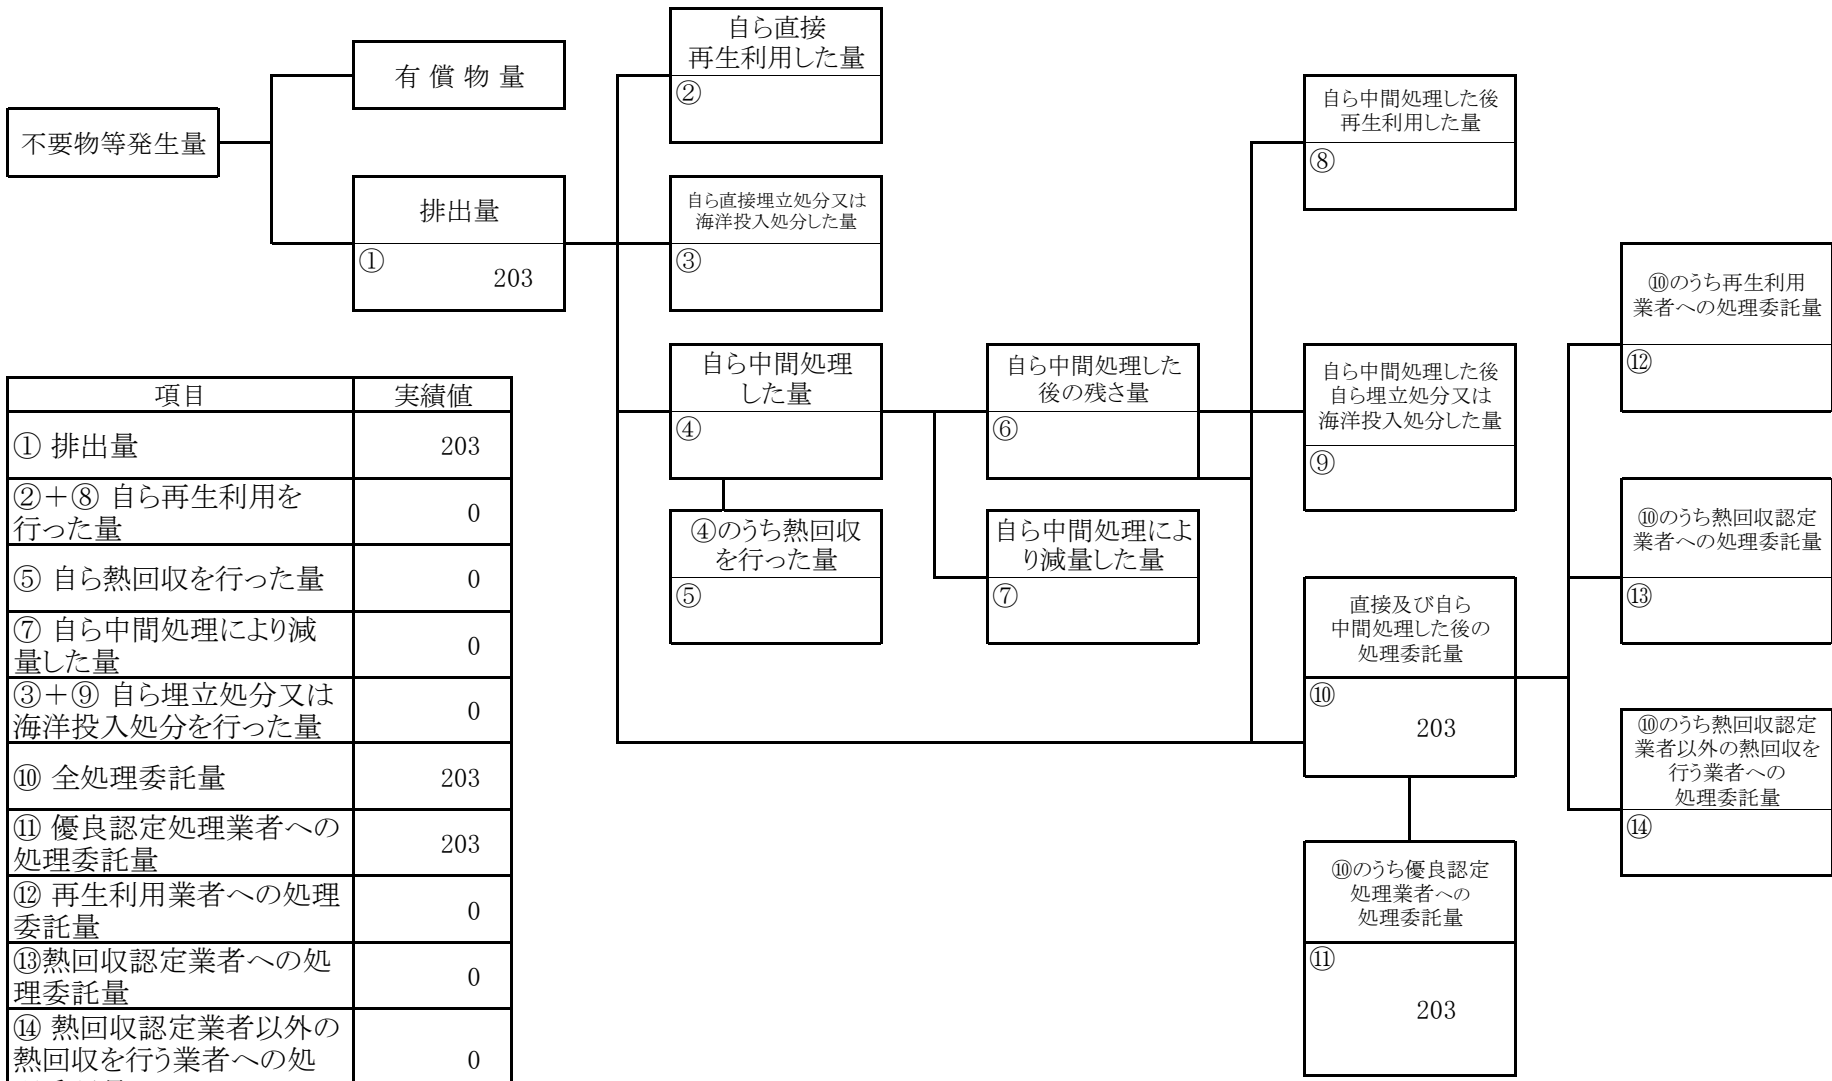 自ら直接
再生利用した量
②
有 償 物 量
不要物等発生量
自ら中間処理した後
再生利用した量
⑧
排出量
①
203
自ら直接埋立処分又は
海洋投入処分した量
③
⑩のうち再生利用
業者への処理委託量
⑫
自ら中間処理
した量
④
自ら中間処理した
後の残さ量
⑥
自ら中間処理した後
自ら埋立処分又は
海洋投入処分した量
⑨
④のうち熱回収
を行った量
⑤
自ら中間処理によ
り減量した量
⑦
⑩のうち熱回収認定
業者への処理委託量
⑬
直接及び自ら
中間処理した後の
処理委託量
⑩
203
⑩のうち熱回収認定
業者以外の熱回収を
行う業者への
処理委託量
⑭
⑩のうち優良認定
処理業者への
処理委託量
⑪
203
項目 実績値
① 排出量 203
②＋⑧ 自ら再生利用を
行った量 0
⑤ 自ら熱回収を行った量 0
⑦ 自ら中間処理により減
量した量 0
③＋⑨ 自ら埋立処分又は
海洋投入処分を行った量 0
⑩ 全処理委託量 203
⑪ 優良認定処理業者への
処理委託量 203
⑫ 再生利用業者への処理
委託量 0
⑬熱回収認定業者への処
理委託量 0
⑭ 熱回収認定業者以外の
熱回収を行う業者への処 0